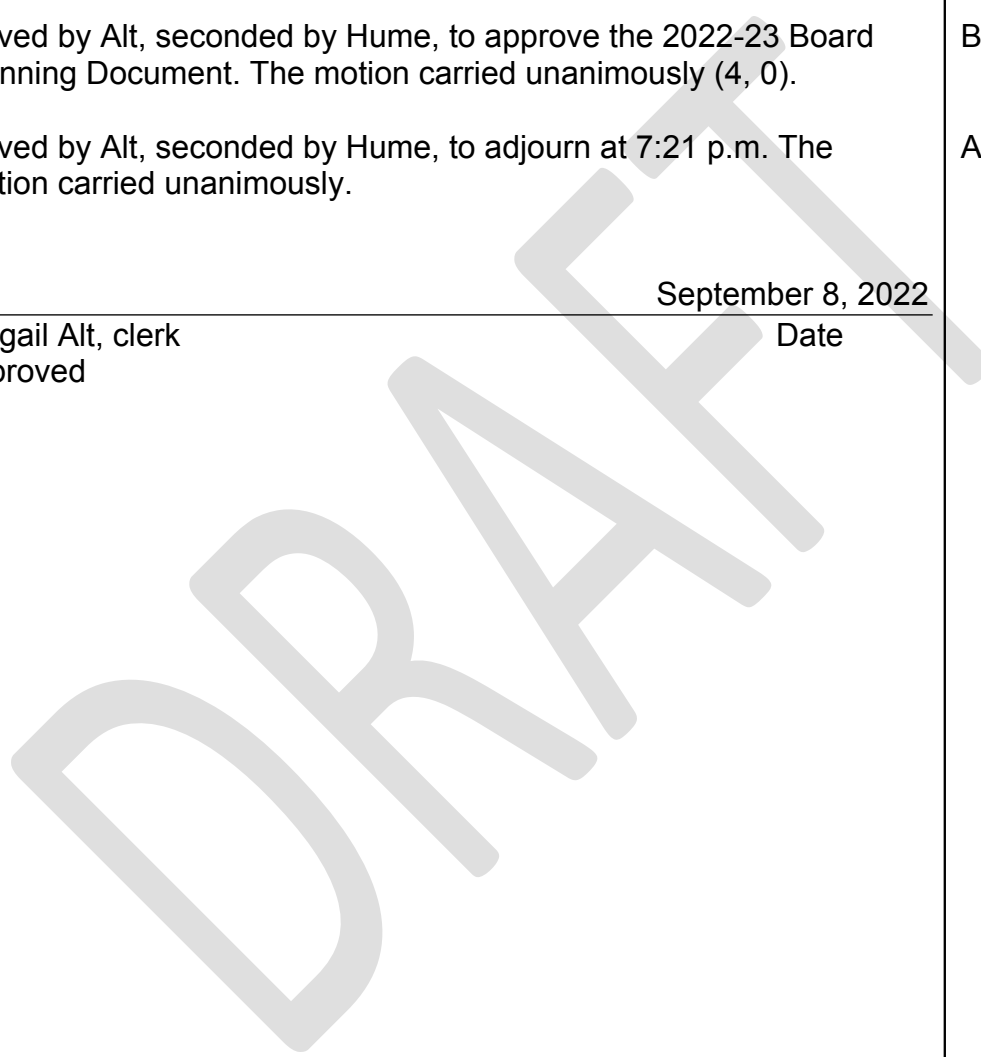 ved by Alt, seconded by Hume, to approve the 2022-23 Board
nning Document. The motion carried unanimously (4, 0).
B
ved by Alt, seconded by Hume, to adjourn at 7:21 p.m. The
tion carried unanimously.
A
September 8, 2022
gail Alt, clerk
Date
proved
DRAFT